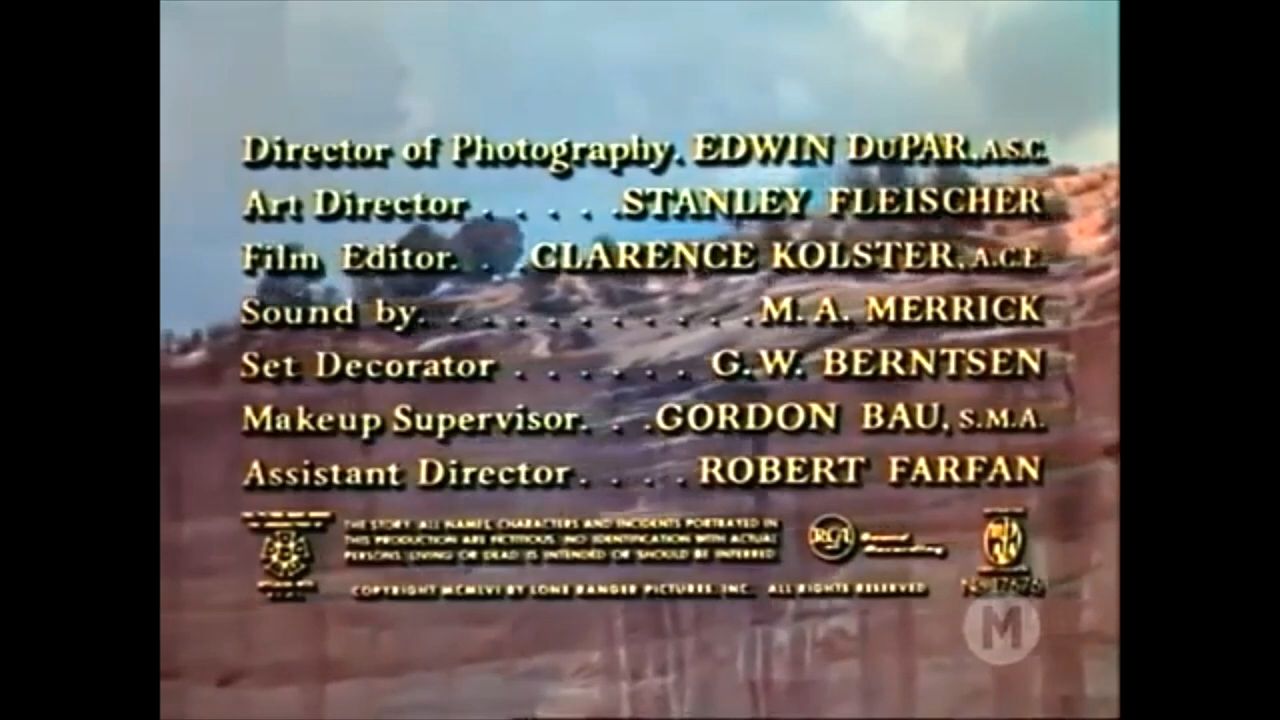 Director of Photography. EDWIN DuPAR, A.S.C.
Art Director . . . . . STANLEY FLEISCHER
Film Editor. . . CLARENCE KOLSTER, A.C.E.
Sound by. . . . . . . . . . . . M. A. MERRICK
Set Decorator . . . . . . . G.W. BERNTSEN
Makeup Supervisor. . . GORDON BAU, S.M.A.
Assistant Director. . . . . ROBERT FARFAN
THE STORY, ALL NAMES, CHARACTERS AND INCIDENTS PORTRAYED IN
THIS PRODUCTION ARE FICTITIOUS. NO IDENTIFICATION WITH ACTUAL
PERSONS, LIVING OR DEAD IS INTENDED OR SHOULD BE INFERRED.
RCA Sound Recording
COPYRIGHT MCMLVI BY LONE RANGER PICTURES, INC. ALL RIGHTS RESERVED
M